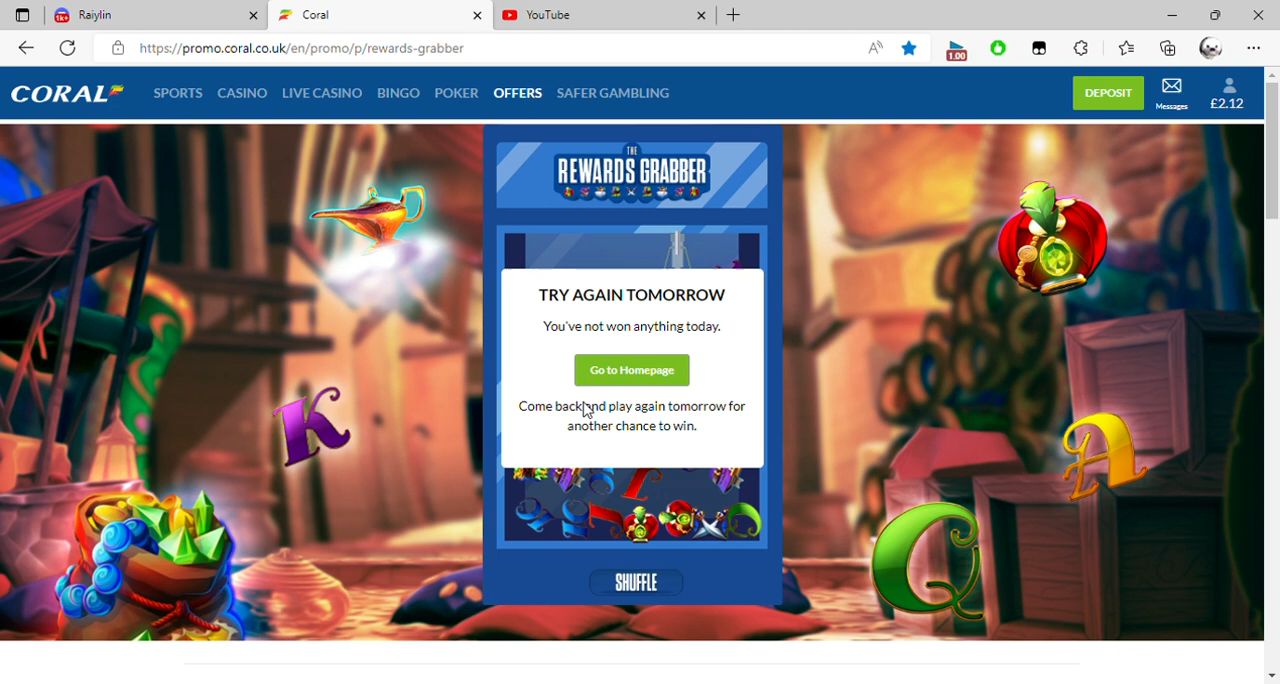 1k+ Raiylin
Coral
YouTube
https://promo.coral.co.uk/en/promo/p/rewards-grabber
1.00
CORAL
SPORTS CASINO LIVE CASINO BINGO POKER OFFERS SAFER GAMBLING
DEPOSIT
Messages
£2.12
THE
REWARDS GRABBER
TRY AGAIN TOMORROW
You've not won anything today.
Go to Homepage
Come back and play again tomorrow for
another chance to win.
K
A
Q
SHUFFLE